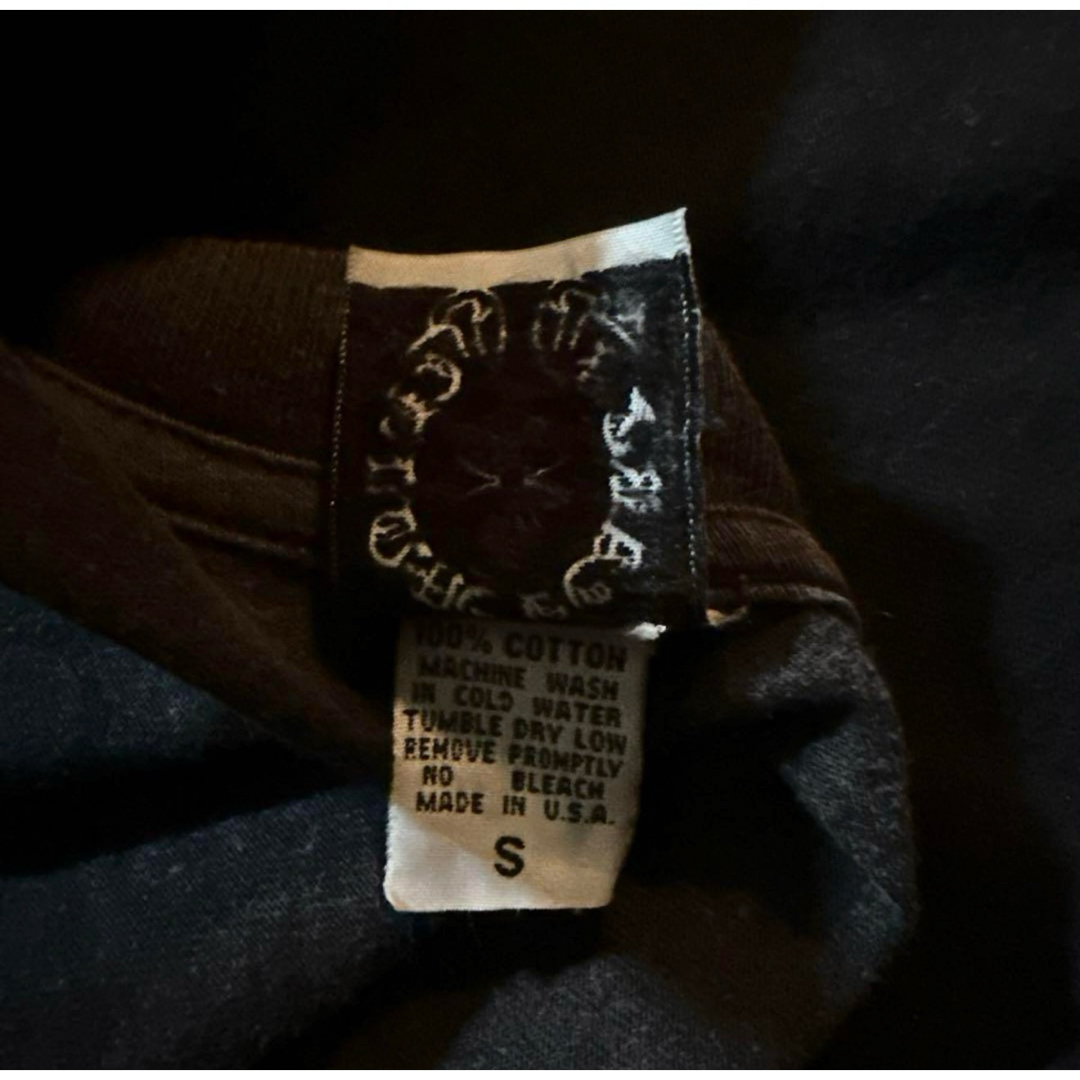 100% COTTON
MACHINE WASH
IN COLD WATER
TUMBLE DRY LOW
REMOVE PROMPTLY
NO BLEACH
MADE IN U.S.A.
S